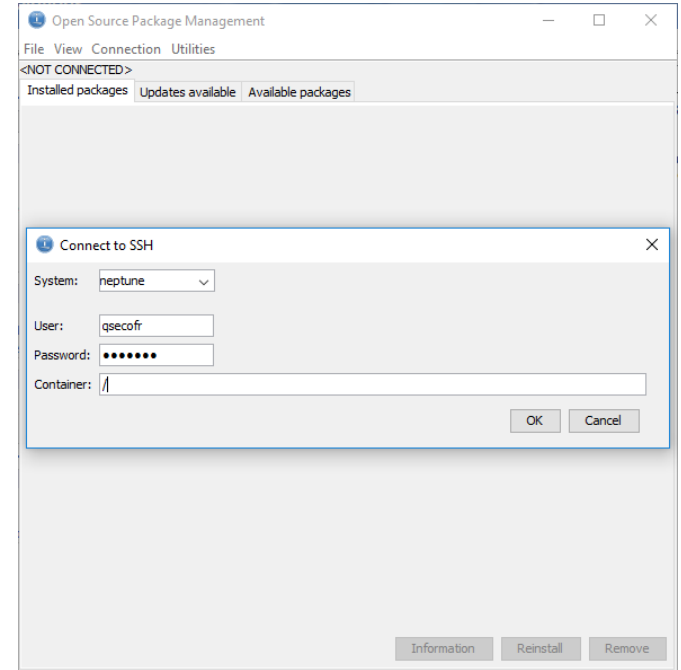 Open Source Package Management
File View Connection Utilities
<NOT CONNECTED>
Installed packages Updates available Available packages
Connect to SSH
System: neptune
User: qsecofr
Password: •••••••
Container: /
OK Cancel
Information Reinstall Remove